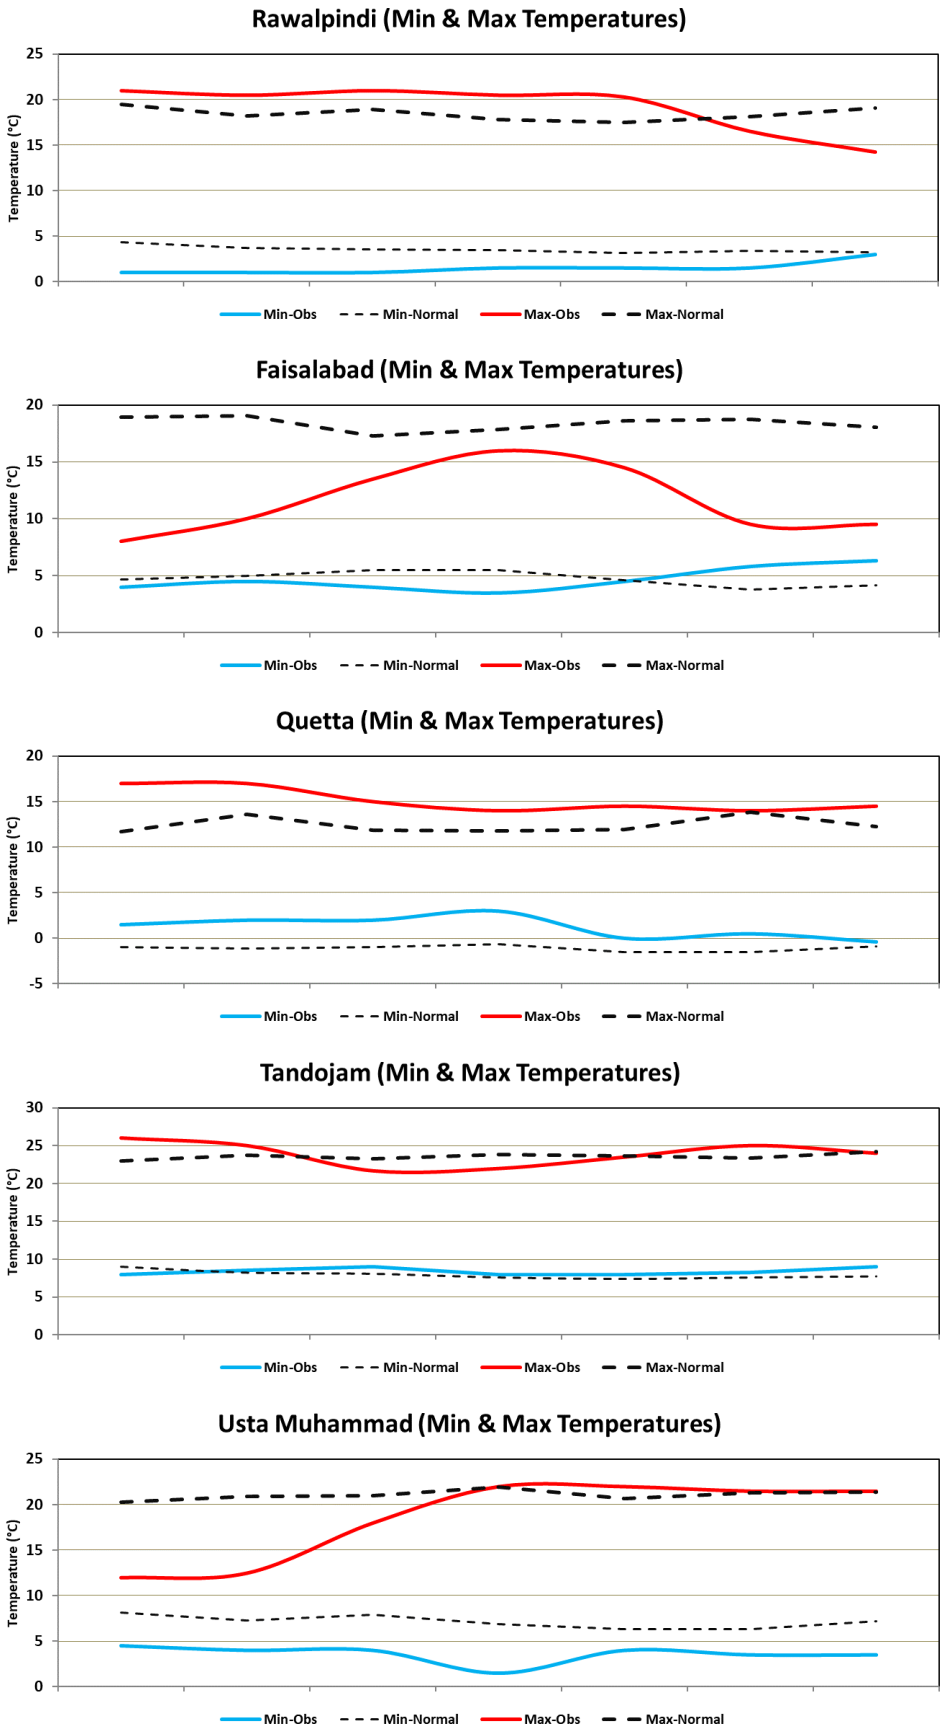 Rawalpindi (Min & Max Temperatures)
25
20
15
10
5
0
Temperature (°C)
Min-Obs Min-Normal Max-Obs Max-Normal
Faisalabad (Min & Max Temperatures)
20
15
10
5
0
Temperature (°C)
Min-Obs Min-Normal Max-Obs Max-Normal
Quetta (Min & Max Temperatures)
20
15
10
5
0
-5
Temperature (°C)
Min-Obs Min-Normal Max-Obs Max-Normal
Tandojam (Min & Max Temperatures)
30
25
20
15
10
5
0
Temperature (°C)
Min-Obs Min-Normal Max-Obs Max-Normal
Usta Muhammad (Min & Max Temperatures)
25
20
15
10
5
0
Temperature (°C)
Min-Obs Min-Normal Max-Obs Max-Normal